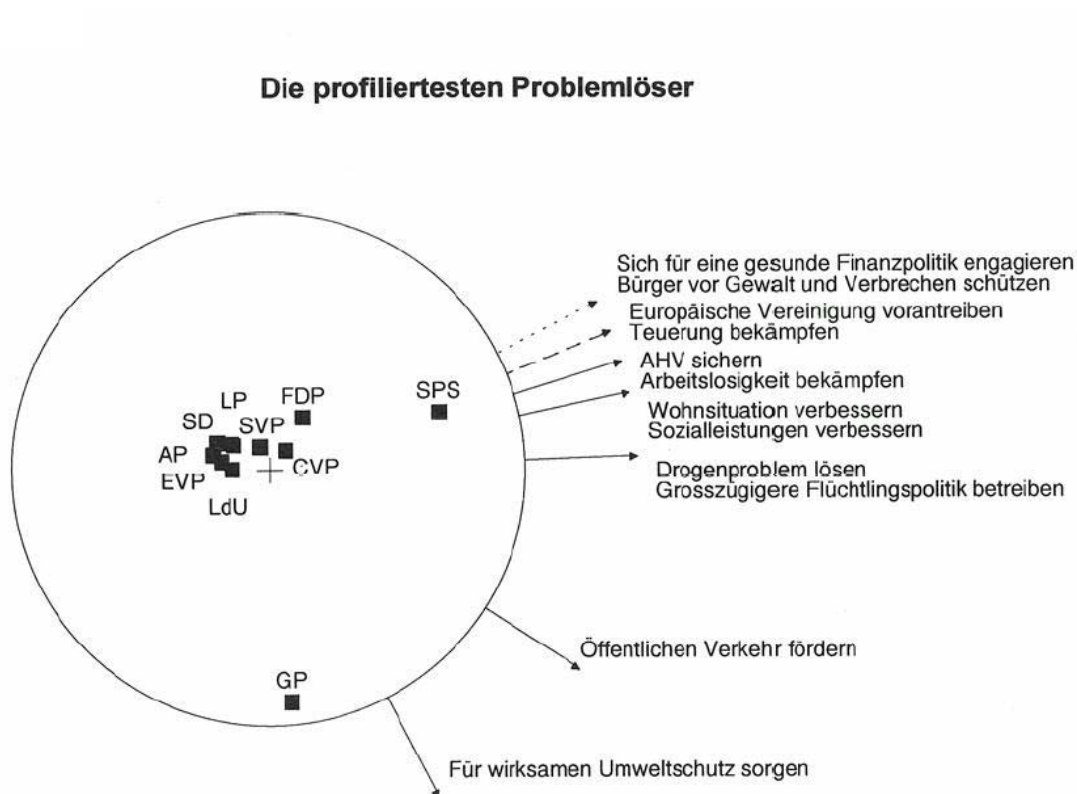 Die profiliertesten Problemlöser
Sich für eine gesunde Finanzpolitik engagieren
Bürger vor Gewalt und Verbrechen schützen
Europäische Vereinigung vorantreiben
Teuerung bekämpfen
AHV sichern
Arbeitslosigkeit bekämpfen
Wohnsituation verbessern
Sozialleistungen verbessern
Drogenproblem lösen
Grosszügigere Flüchtlingspolitik betreiben
Öffentlichen Verkehr fördern
Für wirksamen Umweltschutz sorgen
SPS
FDP
LP
SD
SVP
AP
CVP
EVP
LdU
GP